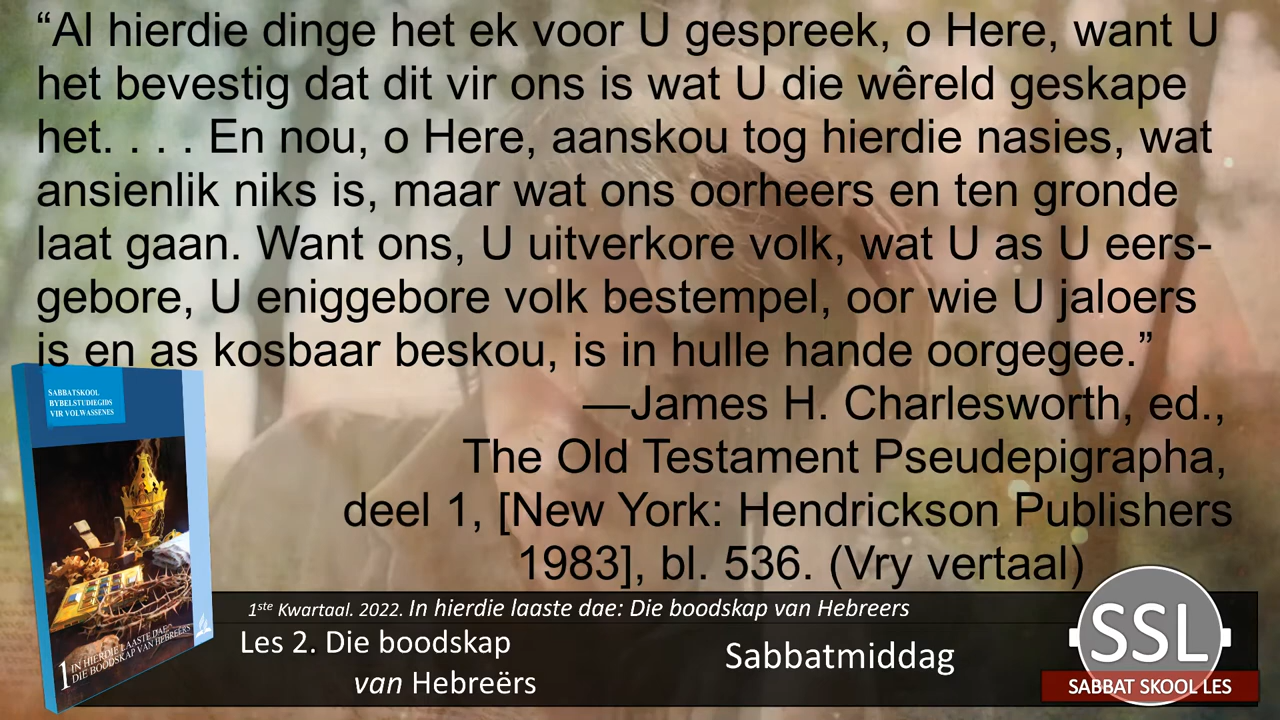 “Al hierdie dinge het ek voor U gespreek, o Here, want U
het bevestig dat dit vir ons is wat U die wêreld geskape
het. . . . En nou, o Here, aanskou tog hierdie nasies, wat
ansienlik niks is, maar wat ons oorheers en ten gronde
laat gaan. Want ons, U uitverkore volk, wat U as U eers-
gebore, U eniggebore volk bestempel, oor wie U jaloers
is en as kosbaar beskou, is in hulle hande oorgegee.”
—James H. Charlesworth, ed.,
The Old Testament Pseudepigrapha,
deel 1, [New York: Hendrickson Publishers
1983], bl. 536. (Vry vertaal)
SABBATSKOOL
BYBELSTUDIEGIDS
VIR VOLWASSENES
1 IN HIERDIE LAASTE DAE:
DIE BOODSKAP VAN HEBREËRS
1ste Kwartaal. 2022. In hierdie laaste dae: Die boodskap van Hebreers
Les 2. Die boodskap
van Hebreërs
Sabbatmiddag
SSL
SABBAT SKOOL LES